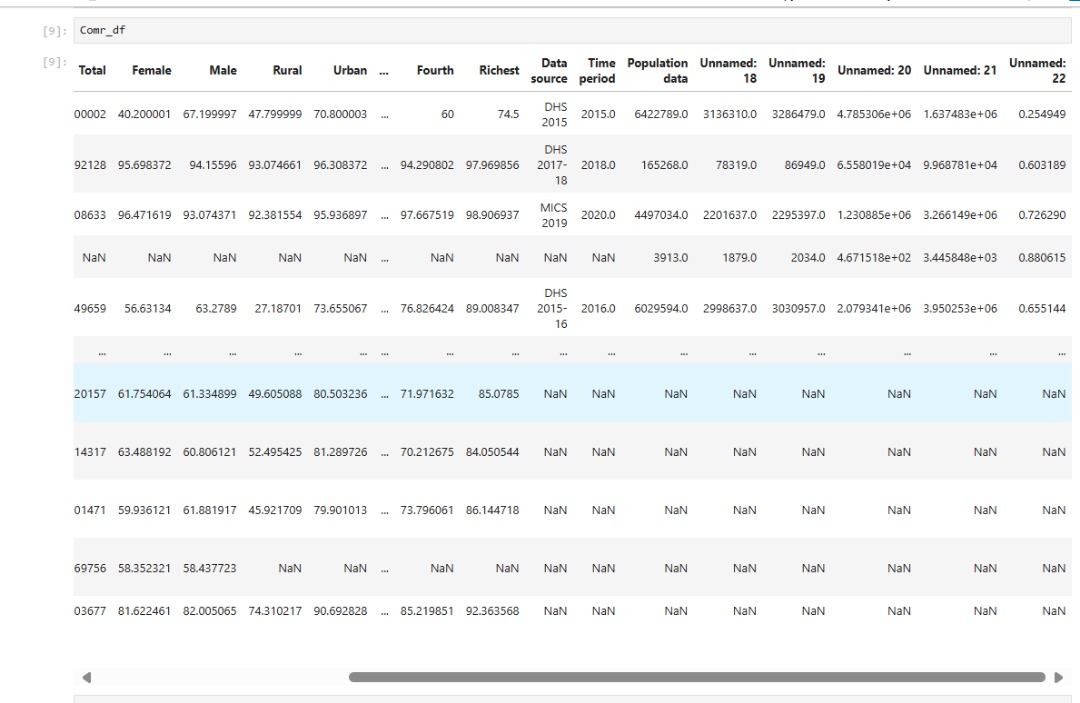 [9]: Comr_df
[9]: Total Female Male Rural Urban ... Fourth Richest Data source Time period Population data Unnamed: 18 Unnamed: 19 Unnamed: 20 Unnamed: 21 Unnamed: 22
00002 40.200001 67.199997 47.799999 70.800003 ... 60 74.5 DHS 2015 2015.0 6422789.0 3136310.0 3286479.0 4.785306e+06 1.637483e+06 0.254949
92128 95.698372 94.15596 93.074661 96.308372 ... 94.290802 97.969856 DHS 2017-18 2018.0 165268.0 78319.0 86949.0 6.558019e+04 9.968781e+04 0.603189
08633 96.471619 93.074371 92.381554 95.936897 ... 97.667519 98.906937 MICS 2019 2020.0 4497034.0 2201637.0 2295397.0 1.230885e+06 3.266149e+06 0.726290
NaN NaN NaN NaN NaN ... NaN NaN NaN NaN 3913.0 1879.0 2034.0 4.671518e+02 3.445848e+03 0.880615
49659 56.63134 63.2789 27.18701 73.655067 ... 76.826424 89.008347 DHS 2015-16 2016.0 6029594.0 2998637.0 3030957.0 2.079341e+06 3.950253e+06 0.655144
... ... ... ... ... ... ... ... ... ... ... ... ... ... ... ...
20157 61.754064 61.334899 49.605088 80.503236 ... 71.971632 85.0785 NaN NaN NaN NaN NaN NaN NaN NaN
14317 63.488192 60.806121 52.495425 81.289726 ... 70.212675 84.050544 NaN NaN NaN NaN NaN NaN NaN NaN
01471 59.936121 61.881917 45.921709 79.901013 ... 73.796061 86.144718 NaN NaN NaN NaN NaN NaN NaN NaN
69756 58.352321 58.437723 NaN NaN ... NaN NaN NaN NaN NaN NaN NaN NaN NaN NaN
03677 81.622461 82.005065 74.310217 90.692828 ... 85.219851 92.363568 NaN NaN NaN NaN NaN NaN NaN NaN